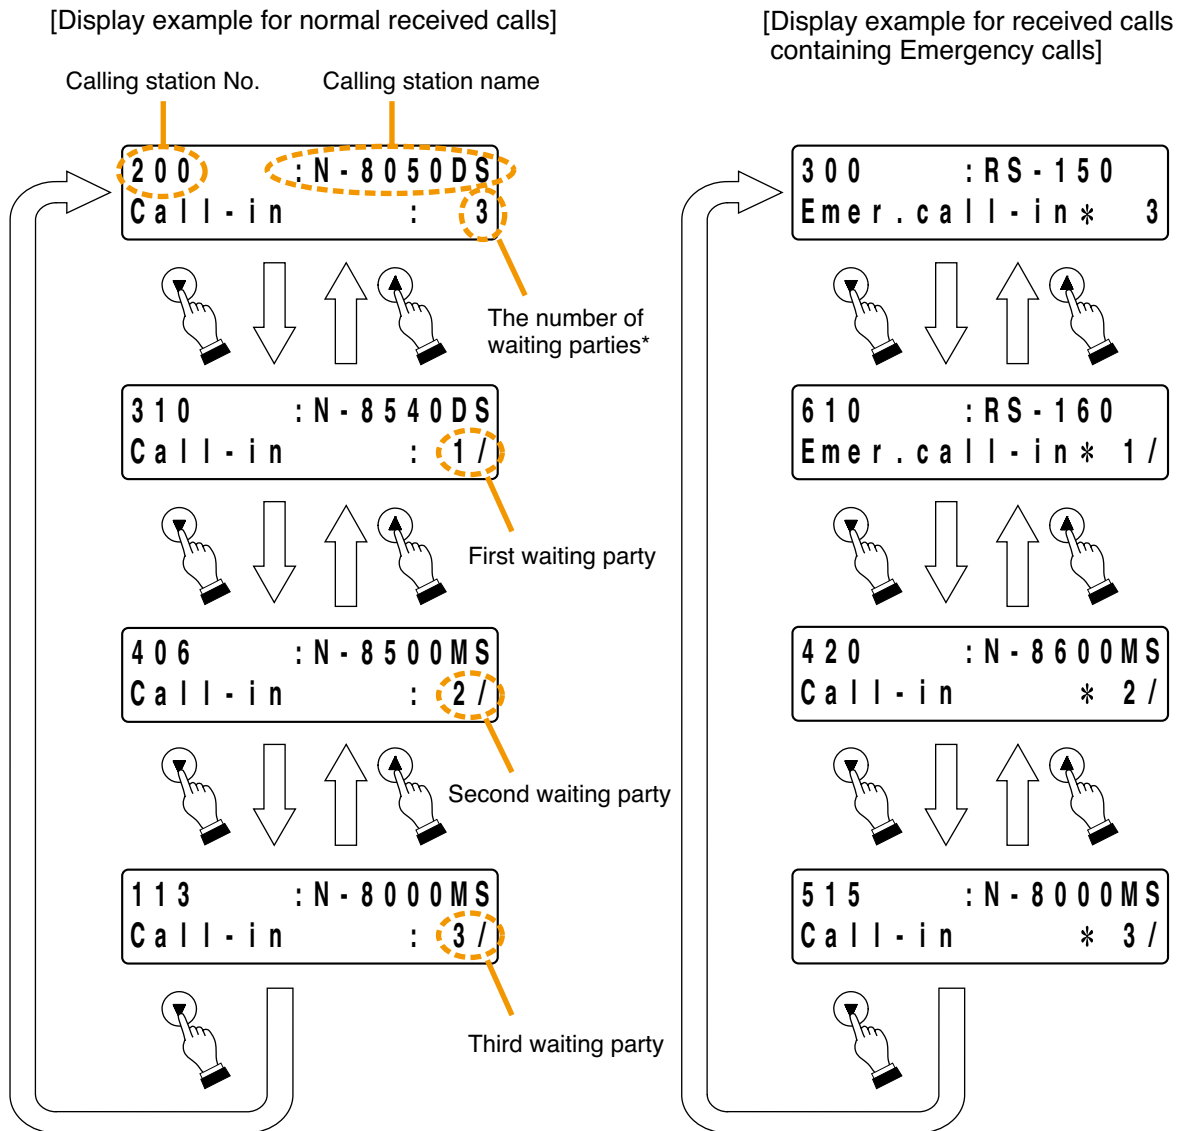 [Display example for normal received calls]
Calling station No.
Calling station name
200 :N-8050DS
Call-in : 3
The number of
waiting parties*
310 :N-8540DS
Call-in : 1/
First waiting party
406 :N-8500MS
Call-in : 2/
Second waiting party
113 :N-8000MS
Call-in : 3/
Third waiting party
[Display example for received calls
containing Emergency calls]
300 :RS-150
Emer.call-in* 3
610 :RS-160
Emer.call-in* 1/
420 :N-8600MS
Call-in * 2/
515 :N-8000MS
Call-in * 3/